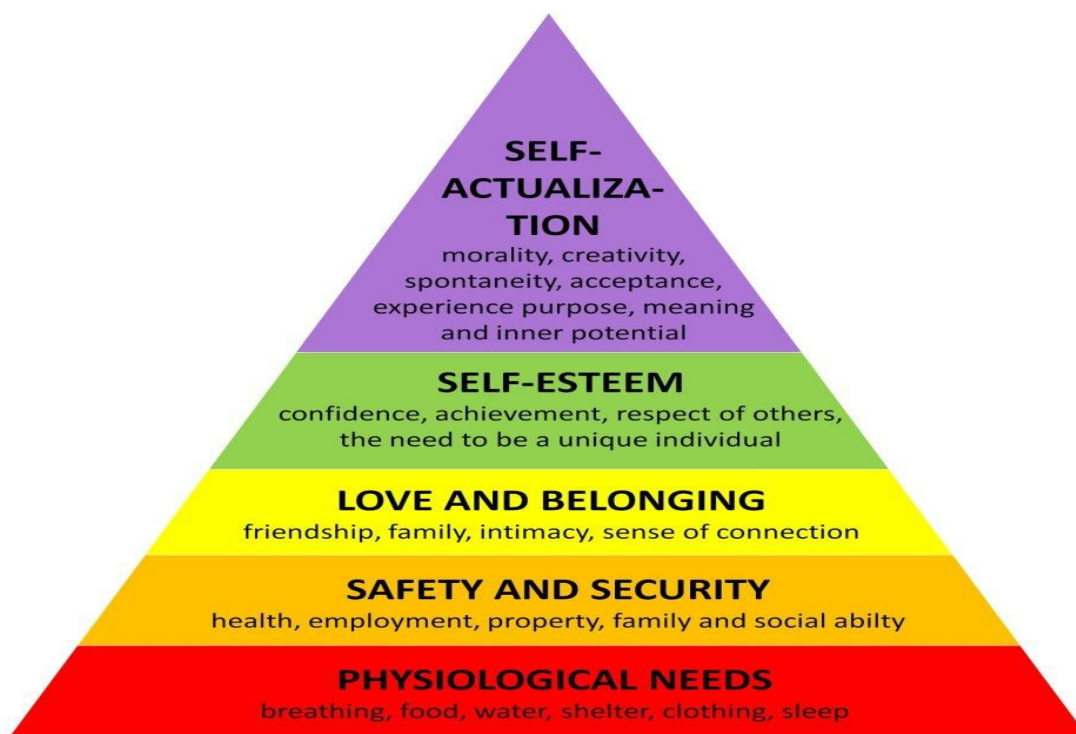 SELF-
ACTUALIZA-
TION
morality, creativity,
spontaneity, acceptance,
experience purpose, meaning
and inner potential
SELF-ESTEEM
confidence, achievement, respect of others,
the need to be a unique individual
LOVE AND BELONGING
friendship, family, intimacy, sense of connection
SAFETY AND SECURITY
health, employment, property, family and social abilty
PHYSIOLOGICAL NEEDS
breathing, food, water, shelter, clothing, sleep